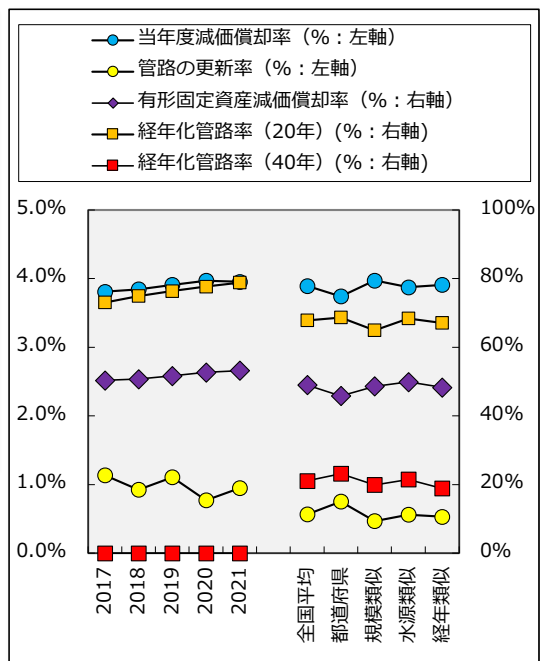 当年度減価償却率（%：左軸）
管路の更新率（%：左軸）
有形固定資産減価償却率（%：右軸）
経年化管路率（20年）(%：右軸)
経年化管路率（40年）(%：右軸)
5.0% 100%
4.0% 80%
3.0% 60%
2.0% 40%
1.0% 20%
0.0% 0%
2017
2018
2019
2020
2021
全国平均
都道府県
規模類似
水源類似
経年類似